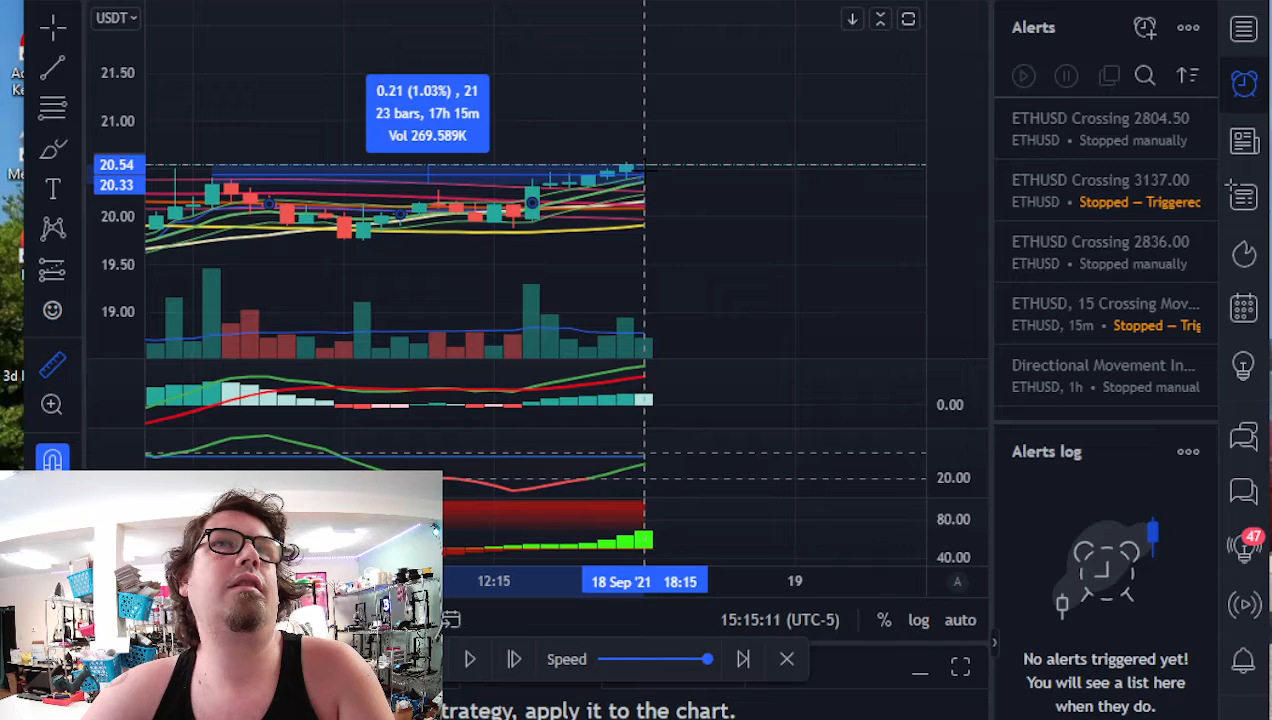 USDT
Alerts
21.50
0.21 (1.03%) , 21
23 bars, 17h 15m
Vol 269.589K
21.00
20.54
20.33
20.00
19.50
19.00
ETHUSD Crossing 2804.50
ETHUSD • Stopped manually
ETHUSD Crossing 3137.00
ETHUSD • Stopped — Triggered
ETHUSD Crossing 2836.00
ETHUSD • Stopped manually
ETHUSD, 15 Crossing Mov...
ETHUSD, 15m • Stopped — Trig
Directional Movement In...
ETHUSD, 1h • Stopped manual
0.00
20.00
80.00
40.00
Alerts log
3d
47
12:15
18 Sep '21 18:15
19
A
15:15:11 (UTC-5)
%
log
auto
Speed
No alerts triggered yet!
You will see a list here
when they do.
trategy, apply it to the chart.